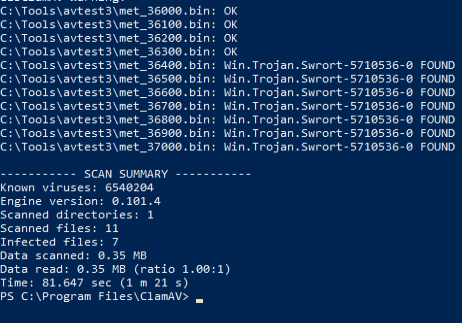 C:\Tools\avtest3\met_36000.bin: OK
C:\Tools\avtest3\met_36100.bin: OK
C:\Tools\avtest3\met_36200.bin: OK
C:\Tools\avtest3\met_36300.bin: OK
C:\Tools\avtest3\met_36400.bin: Win.Trojan.Swrort-5710536-0 FOUND
C:\Tools\avtest3\met_36500.bin: Win.Trojan.Swrort-5710536-0 FOUND
C:\Tools\avtest3\met_36600.bin: Win.Trojan.Swrort-5710536-0 FOUND
C:\Tools\avtest3\met_36700.bin: Win.Trojan.Swrort-5710536-0 FOUND
C:\Tools\avtest3\met_36800.bin: Win.Trojan.Swrort-5710536-0 FOUND
C:\Tools\avtest3\met_36900.bin: Win.Trojan.Swrort-5710536-0 FOUND
C:\Tools\avtest3\met_37000.bin: Win.Trojan.Swrort-5710536-0 FOUND
----------- SCAN SUMMARY -----------
Known viruses: 6540204
Engine version: 0.101.4
Scanned directories: 1
Scanned files: 11
Infected files: 7
Data scanned: 0.35 MB
Data read: 0.35 MB (ratio 1.00:1)
Time: 81.647 sec (1 m 21 s)
PS C:\Program Files\ClamAV>